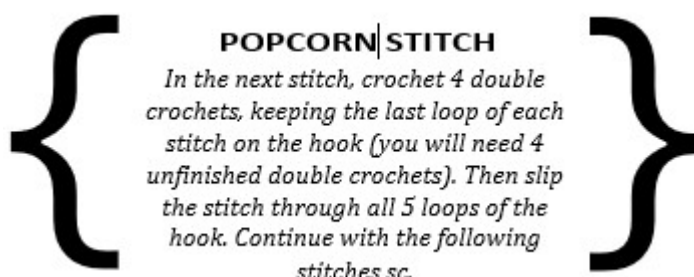 POPCORN STITCH
In the next stitch, crochet 4 double
crochets, keeping the last loop of each
stitch on the hook (you will need 4
unfinished double crochets). Then slip
the stitch through all 5 loops of the
hook. Continue with the following
stitches sc.